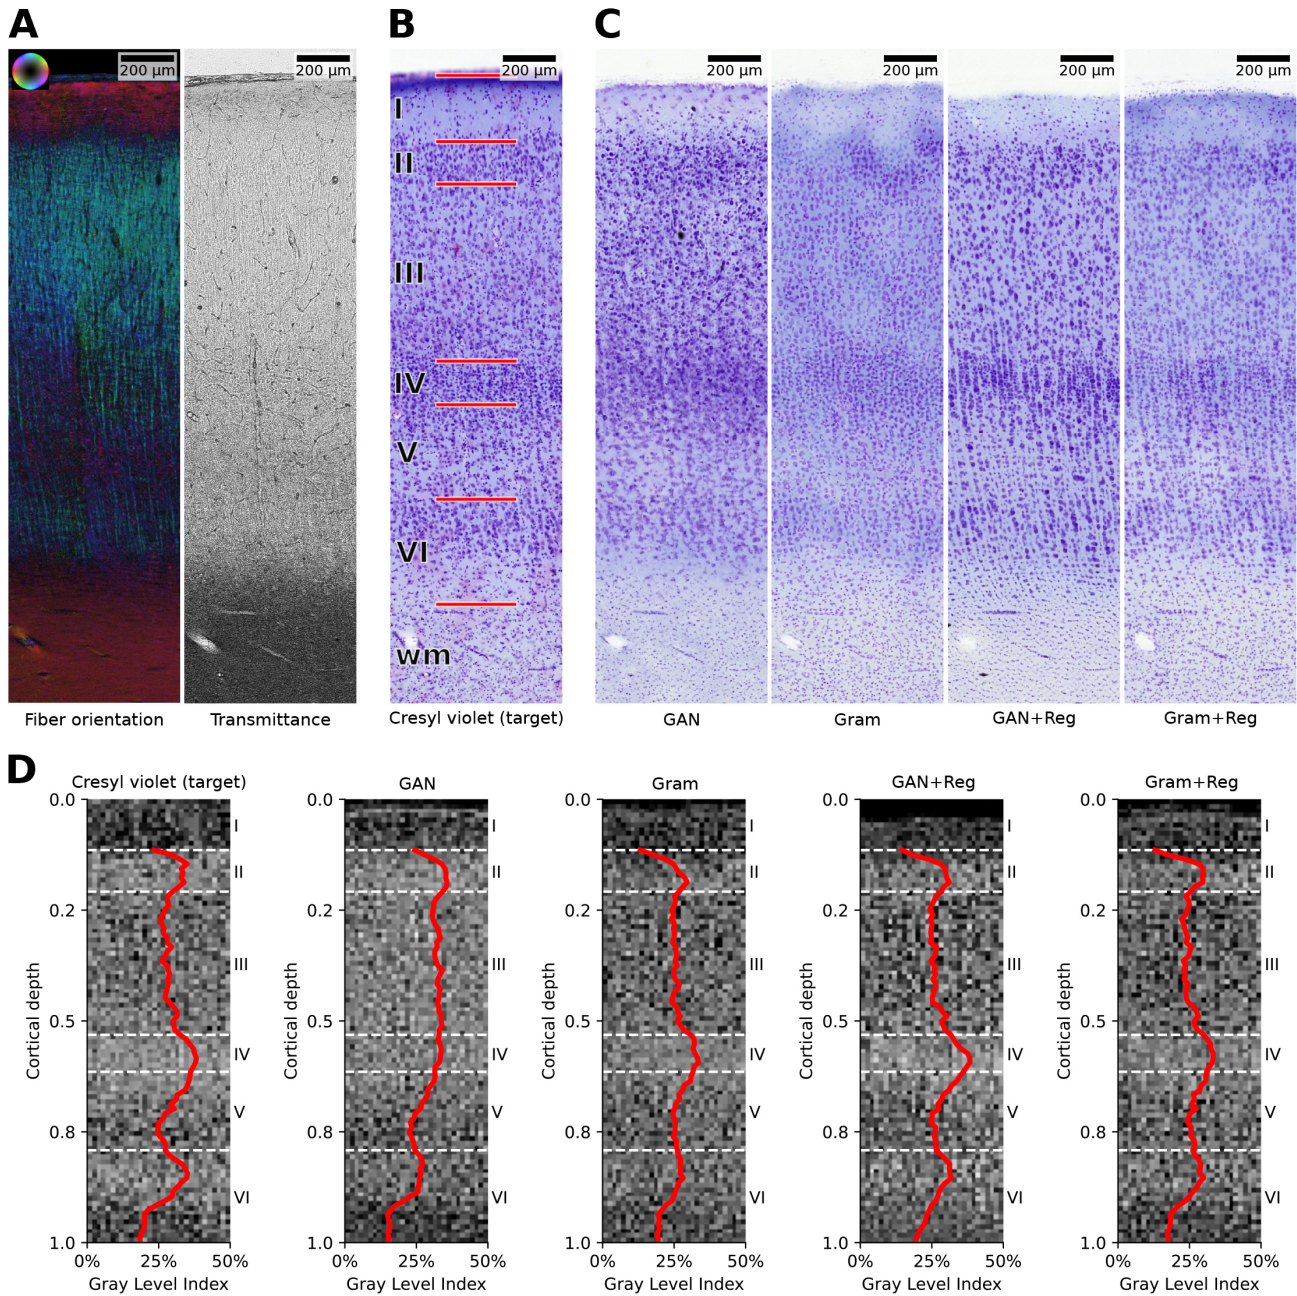 A
B
C
200 μm
200 μm
200 μm
200 μm
200 μm
200 μm
200 μm
I
II
III
IV
V
VI
wm
Fiber orientation
Transmittance
Cresyl violet (target)
GAN
Gram
GAN+Reg
Gram+Reg
D
Cresyl violet (target)
0.0
0.2
0.5
0.8
1.0
Cortical depth
I
II
III
IV
V
VI
0%
25%
50%
Gray Level Index
GAN
0.0
0.2
0.5
0.8
1.0
Cortical depth
I
II
III
IV
V
VI
0%
25%
50%
Gray Level Index
Gram
0.0
0.2
0.5
0.8
1.0
Cortical depth
I
II
III
IV
V
VI
0%
25%
50%
Gray Level Index
GAN+Reg
0.0
0.2
0.5
0.8
1.0
Cortical depth
I
II
III
IV
V
VI
0%
25%
50%
Gray Level Index
Gram+Reg
0.0
0.2
0.5
0.8
1.0
Cortical depth
I
II
III
IV
V
VI
0%
25%
50%
Gray Level Index